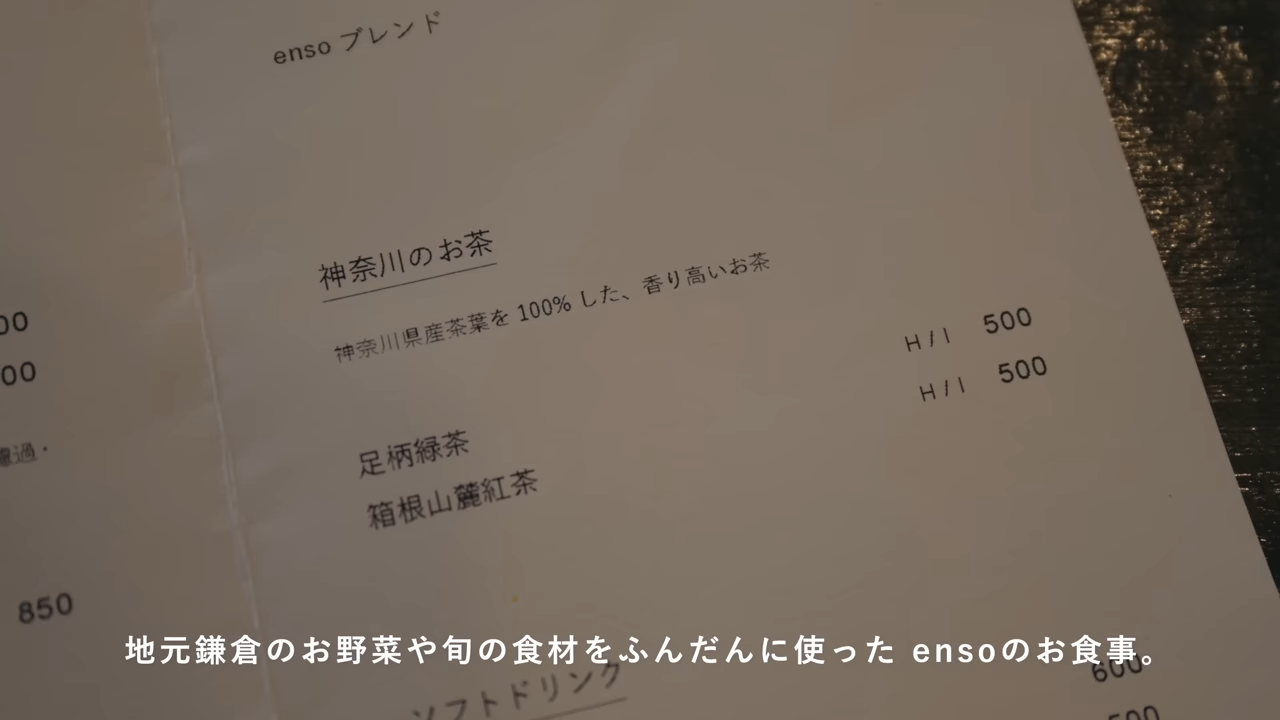 enso ブレンド
神奈川のお茶
神奈川県産茶葉を 100% した、香り高いお茶
H / I 500
H / I 500
足柄緑茶
箱根山麓紅茶
850
地元鎌倉のお野菜や旬の食材をふんだんに使った ensoのお食事。
ソフトドリンク
600
500